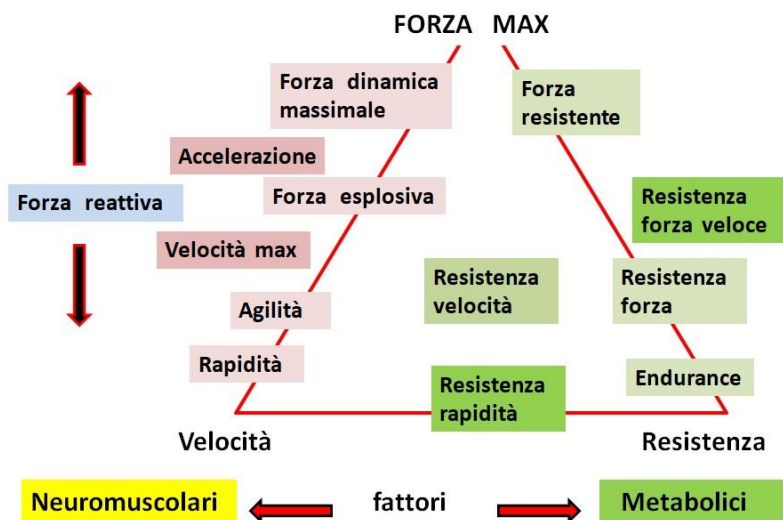 FORZA MAX
Forza dinamica
massimale
Forza
resistente
Accelerazione
Forza reattiva
Forza esplosiva
Resistenza
forza veloce
Velocità max
Resistenza
velocità
Resistenza
forza
Agilità
Rapidità
Resistenza
rapidità
Endurance
Velocità
Resistenza
Neuromuscolari
fattori
Metabolici